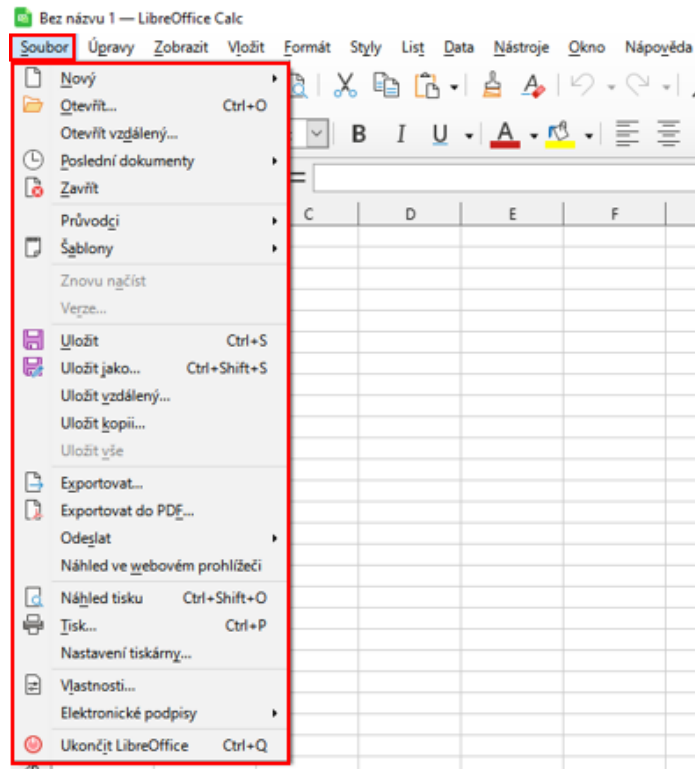 Bez názvu 1 — LibreOffice Calc
Soubor Úpravy Zobrazit Vložit Formát Styly List Data Nástroje Okno Nápověda
Nový
Otevřít... Ctrl+O
Otevřít vzdálený...
Poslední dokumenty
Zavřít
Průvodci
Šablony
Znovu načíst
Verze...
Uložit Ctrl+S
Uložit jako... Ctrl+Shift+S
Uložit vzdálený...
Uložit kopii...
Uložit vše
Exportovat...
Exportovat do PDF...
Odeslat
Náhled ve webovém prohlížeči
Náhled tisku Ctrl+Shift+O
Tisk... Ctrl+P
Nastavení tiskárny...
Vlastnosti...
Elektronické podpisy
Ukončit LibreOffice Ctrl+Q
B I U A
=
C D E F